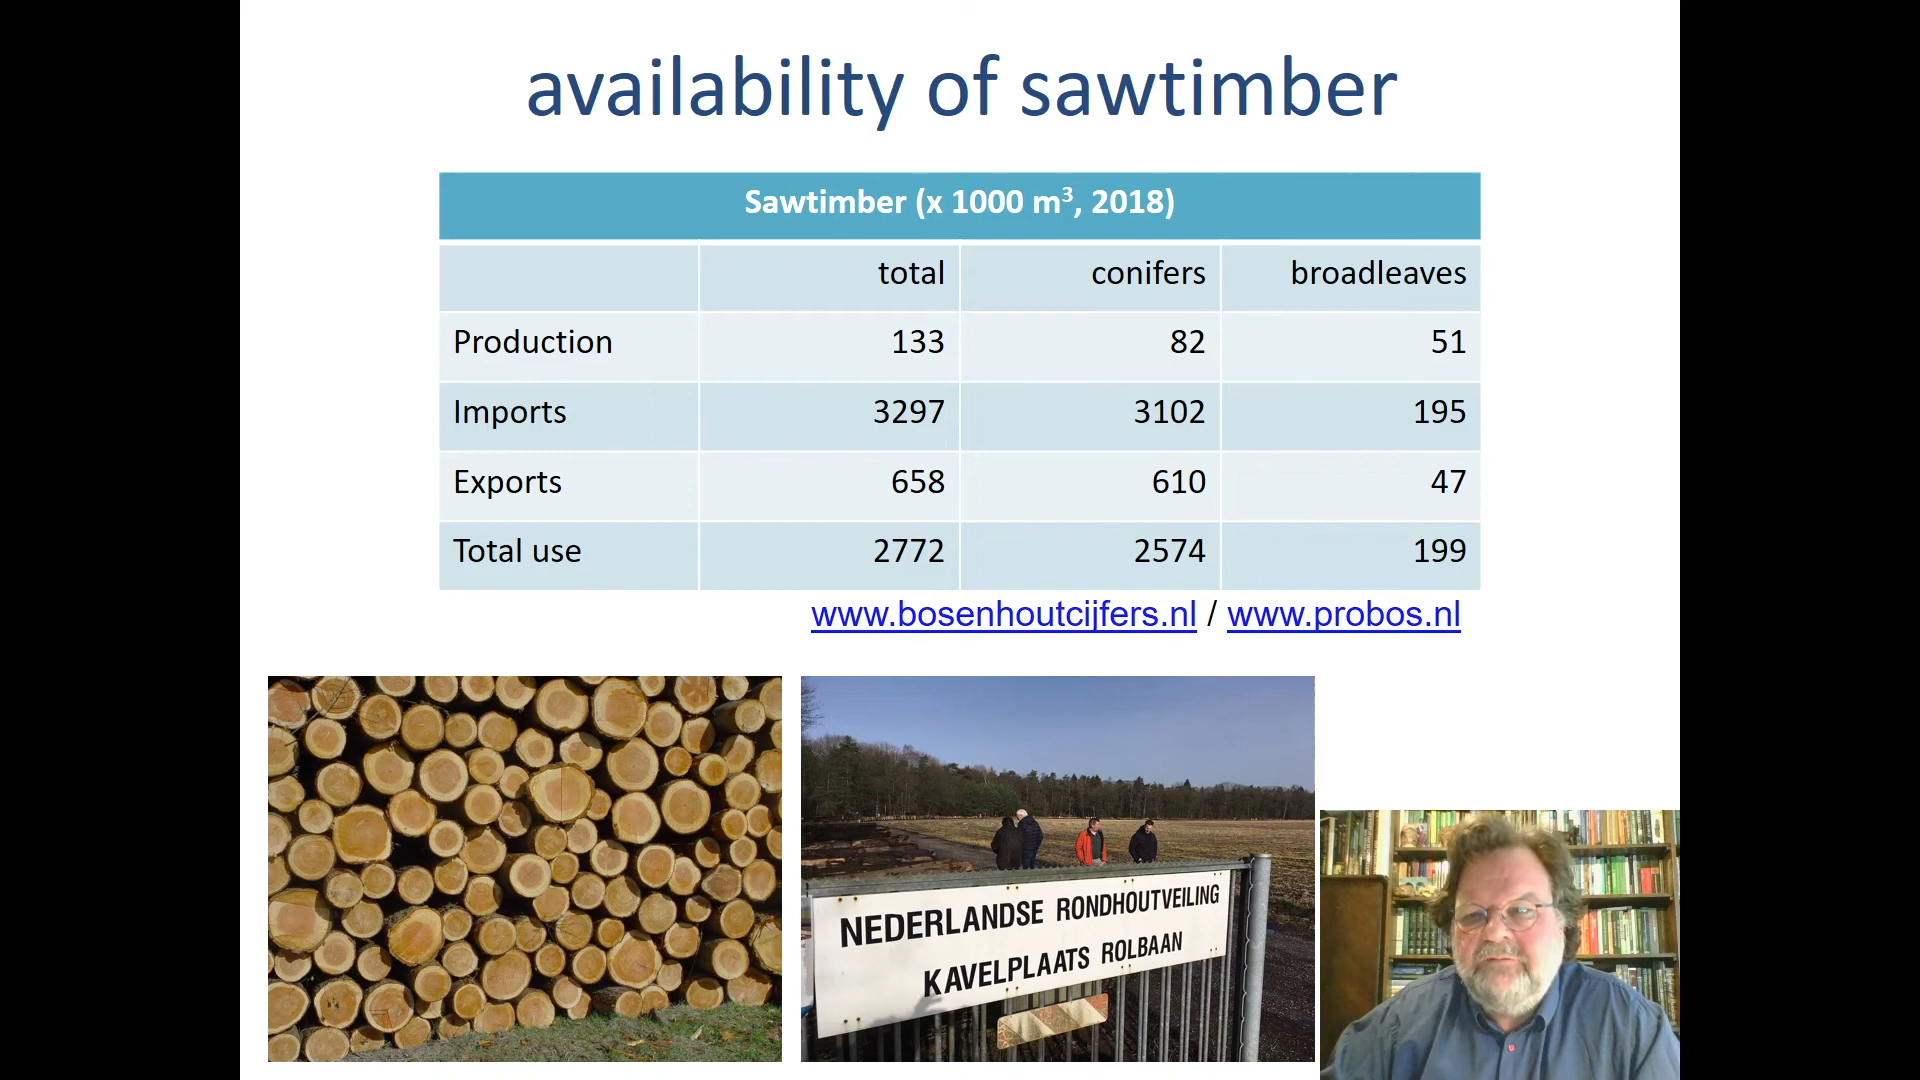 availability of sawtimber
Sawtimber (x 1000 m³, 2018)
total conifers broadleaves
Production 133 82 51
Imports 3297 3102 195
Exports 658 610 47
Total use 2772 2574 199
www.bosenhoutcijfers.nl / www.probos.nl
NEDERLANDSE RONDHOUTVEILING
KAVELPLAATS ROLBAAN